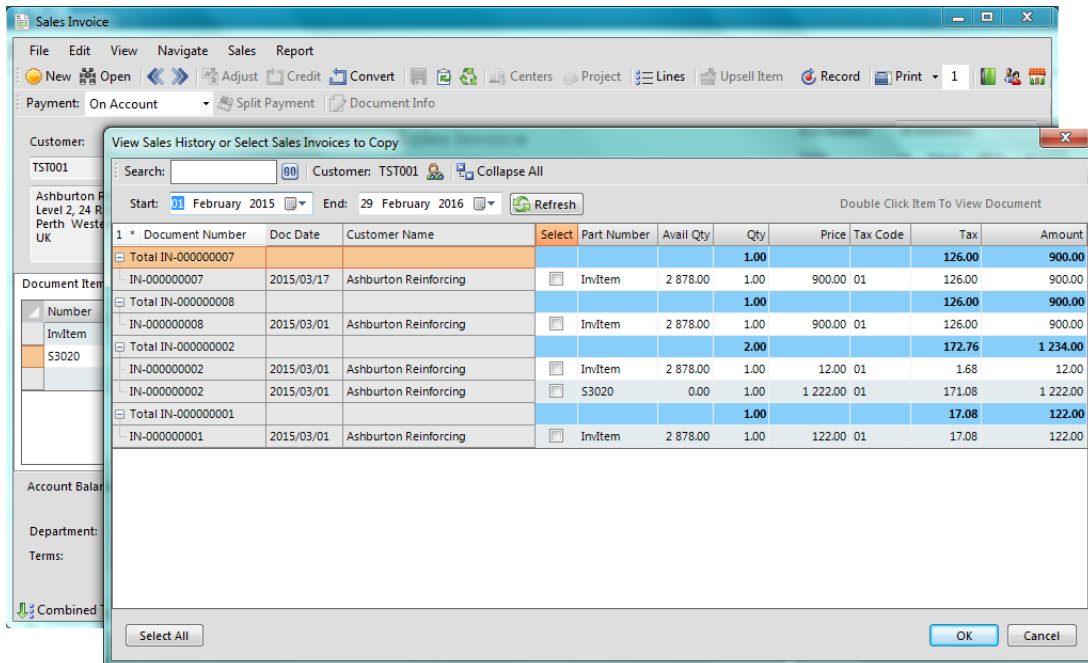 Sales Invoice
File Edit View Navigate Sales Report
New Open Adjust Credit Convert Centers Project Lines Upsell Item Record Print 1
Payment: On Account Split Payment Document Info
Customer:
TST001
Ashburton R
Level 2, 24 R
Perth Weste
UK
Document Item
Number
InvItem
S3020
Account Balan
Department:
Terms:
Combined T
View Sales History or Select Sales Invoices to Copy
Search: GO Customer: TST001 Collapse All
Start: 01 February 2015 End: 29 February 2016 Refresh Double Click Item To View Document
1 * Document Number Doc Date Customer Name Select Part Number Avail Qty Qty Price Tax Code Tax Amount
Total IN-000000007 1.00 126.00 900.00
IN-000000007 2015/03/17 Ashburton Reinforcing InvItem 2 878.00 1.00 900.00 01 126.00 900.00
Total IN-000000008 1.00 126.00 900.00
IN-000000008 2015/03/01 Ashburton Reinforcing InvItem 2 878.00 1.00 900.00 01 126.00 900.00
Total IN-000000002 2.00 172.76 1 234.00
IN-000000002 2015/03/01 Ashburton Reinforcing InvItem 2 878.00 1.00 12.00 01 1.68 12.00
IN-000000002 2015/03/01 Ashburton Reinforcing S3020 0.00 1.00 1 222.00 01 171.08 1 222.00
Total IN-000000001 1.00 17.08 122.00
IN-000000001 2015/03/01 Ashburton Reinforcing InvItem 2 878.00 1.00 122.00 01 17.08 122.00
Select All OK Cancel